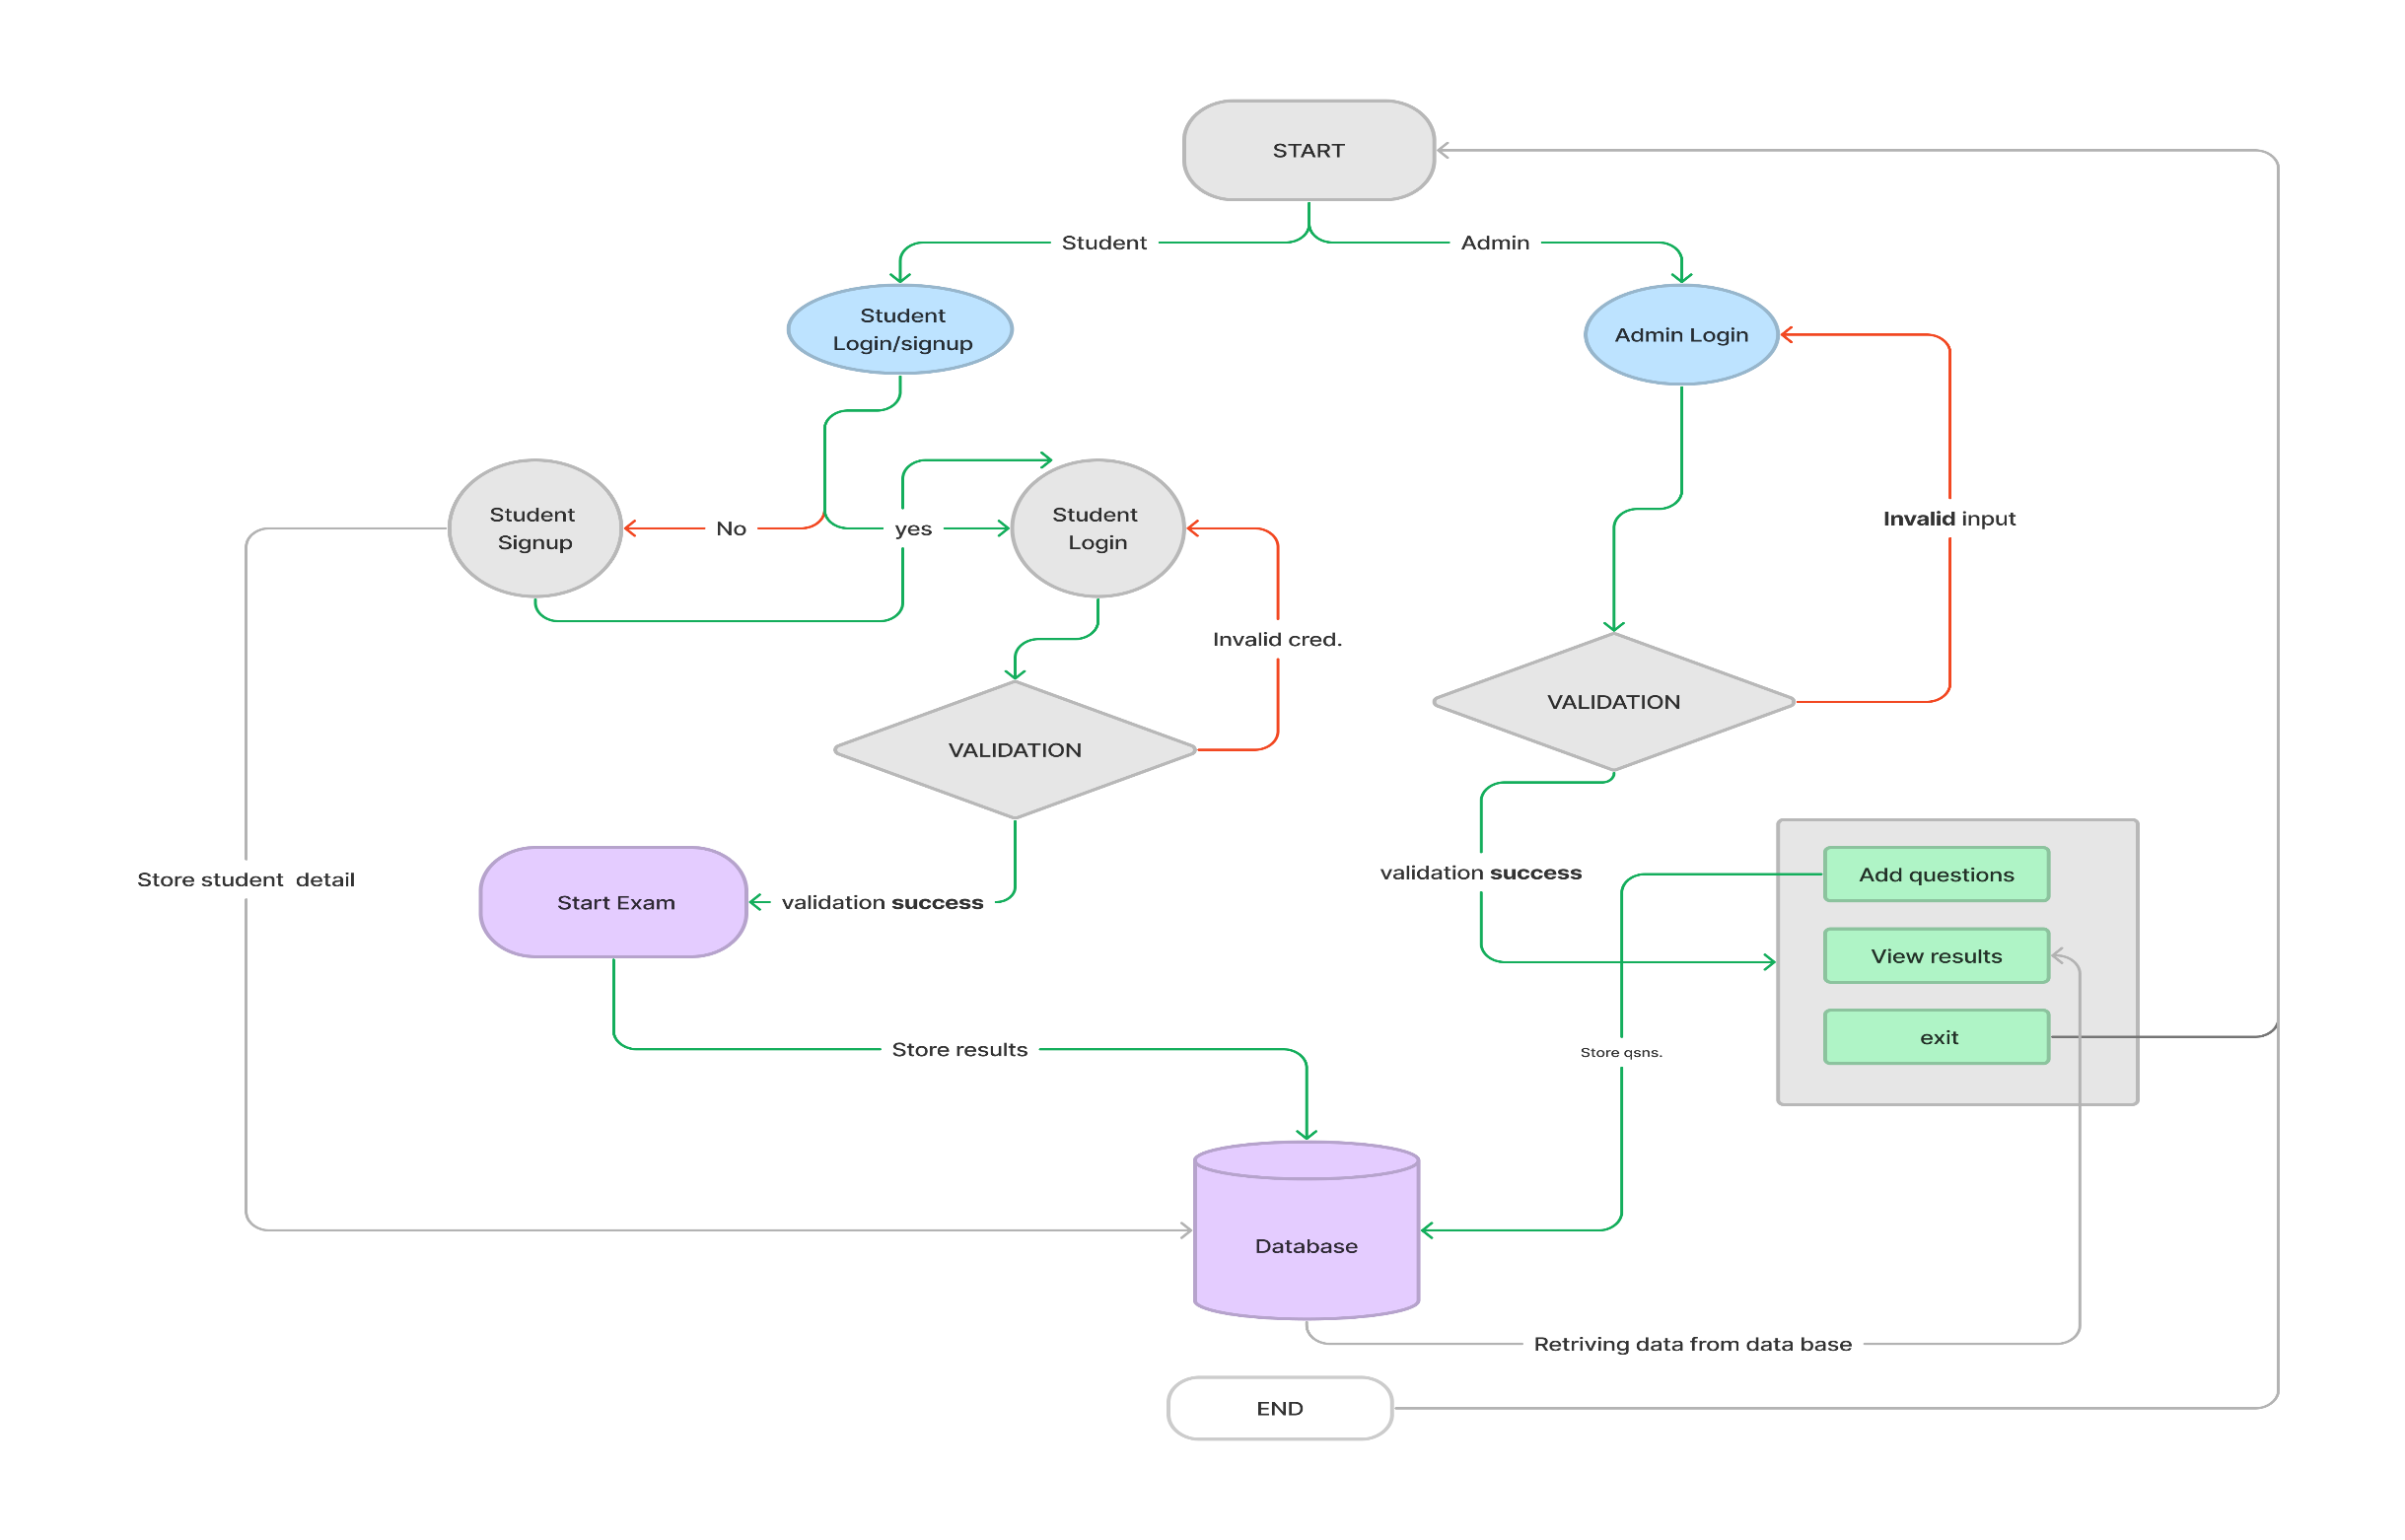 START
Student
Admin
Student
Login/signup
Admin Login
Student
Signup
No
yes
Student
Login
Invalid input
Invalid cred.
VALIDATION
VALIDATION
Store student  detail
Start Exam
validation success
validation success
Add questions
View results
exit
Store results
Store qsns.
Database
Retriving data from data base
END